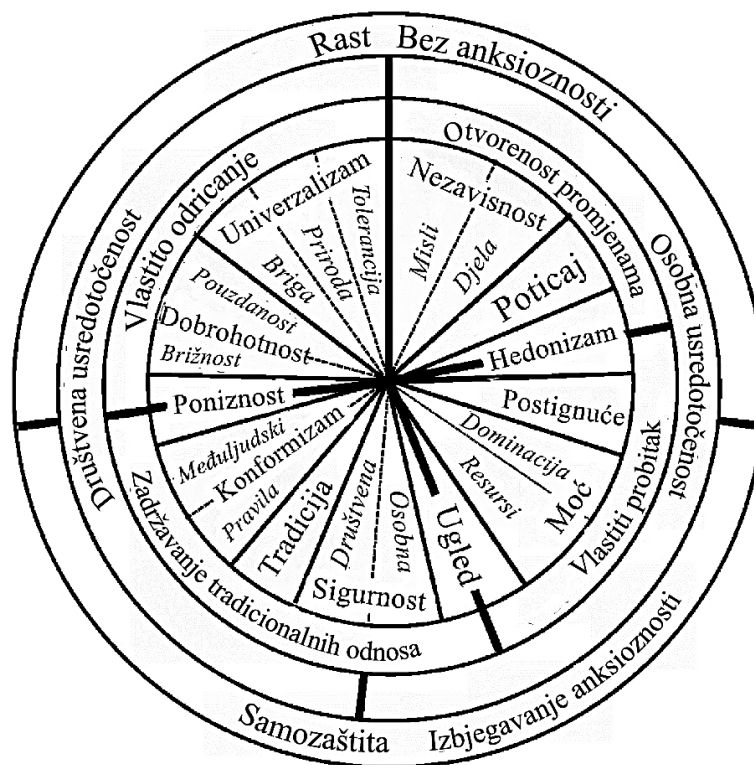 Rast
Bez anksioznosti
Društvena usredotočenost
Osobna usredotočenost
Vlastito odricanje
Otvorenost promjenama
Univerzalizam
Tolerancija
Priroda
Briga
Nezavisnost
Misli
Djela
Poticaj
Hedonizam
Pouzdanost
Dobrohotnost
Brižnost
Poniznost
Postignuće
Dominacija
Resursi
Moć
Međuljudski
Konformizam
Pravila
Tradicija
Društvena
Osobna
Sigurnost
Ugled
Zadržavanje tradicionalnih odnosa
Vlastiti probitak
Samozaštita
Izbjegavanje anksioznosti